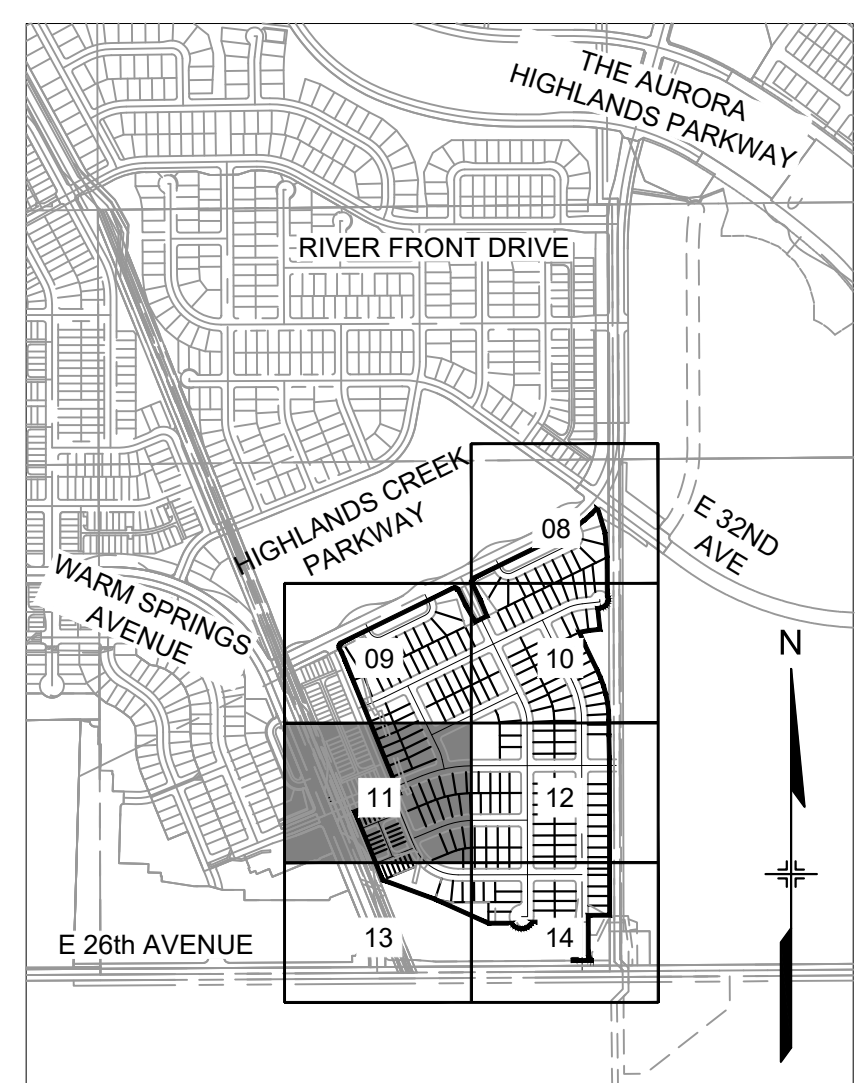 THE AURORA
HIGHLANDS PARKWAY
RIVER FRONT DRIVE
HIGHLANDS CREEK
PARKWAY
08
E 32ND
AVE
WARM SPRINGS
AVENUE
09
10
N
11
12
E 26th AVENUE
13
14